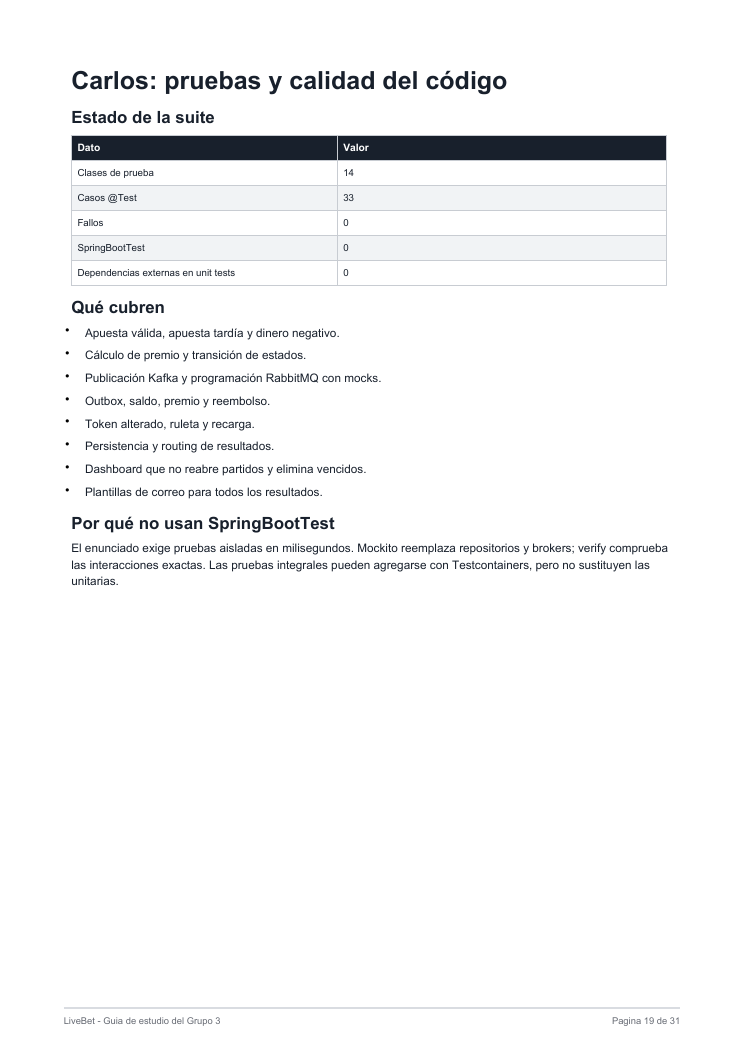 Carlos: pruebas y calidad del código
Estado de la suite
Dato Valor
Clases de prueba 14
Casos @Test 33
Fallos 0
SpringBootTest 0
Dependencias externas en unit tests 0
Qué cubren
• Apuesta válida, apuesta tardía y dinero negativo.
• Cálculo de premio y transición de estados.
• Publicación Kafka y programación RabbitMQ con mocks.
• Outbox, saldo, premio y reembolso.
• Token alterado, ruleta y recarga.
• Persistencia y routing de resultados.
• Dashboard que no reabre partidos y elimina vencidos.
• Plantillas de correo para todos los resultados.
Por qué no usan SpringBootTest
El enunciado exige pruebas aisladas en milisegundos. Mockito reemplaza repositorios y brokers; verify comprueba
las interacciones exactas. Las pruebas integrales pueden agregarse con Testcontainers, pero no sustituyen las
unitarias.
LiveBet - Guia de estudio del Grupo 3 Pagina 19 de 31